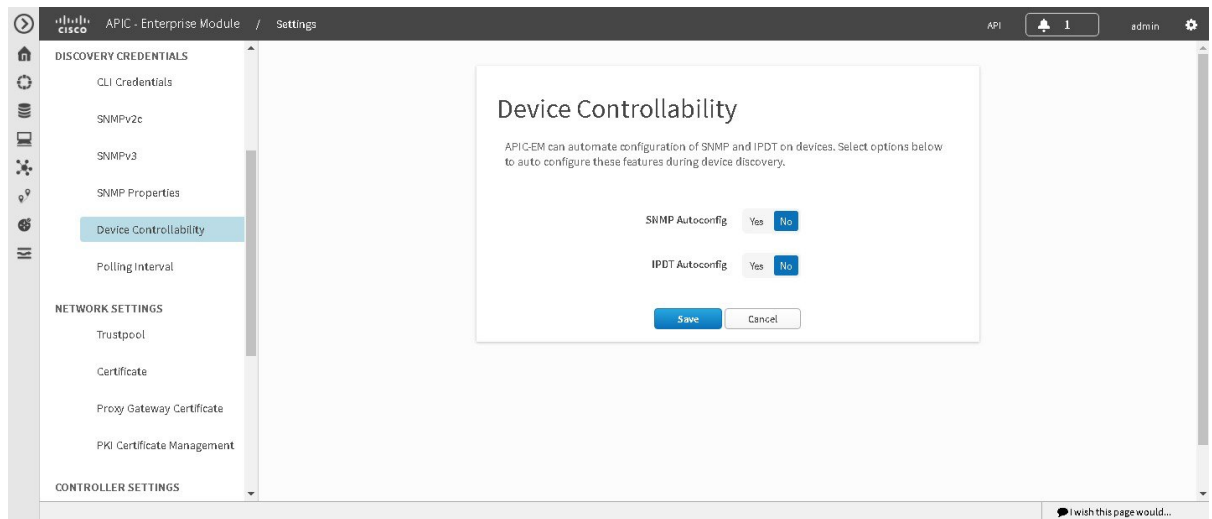 cisco APIC - Enterprise Module / Settings API 1 admin
DISCOVERY CREDENTIALS
CLI Credentials
SNMPv2c
SNMPv3
SNMP Properties
Device Controllability
Polling Interval
NETWORK SETTINGS
Trustpool
Certificate
Proxy Gateway Certificate
PKI Certificate Management
CONTROLLER SETTINGS
Device Controllability
APIC-EM can automate configuration of SNMP and IPDT on devices. Select options below
to auto configure these features during device discovery.
SNMP Autoconfig Yes No
IPDT Autoconfig Yes No
Save Cancel
I wish this page would...